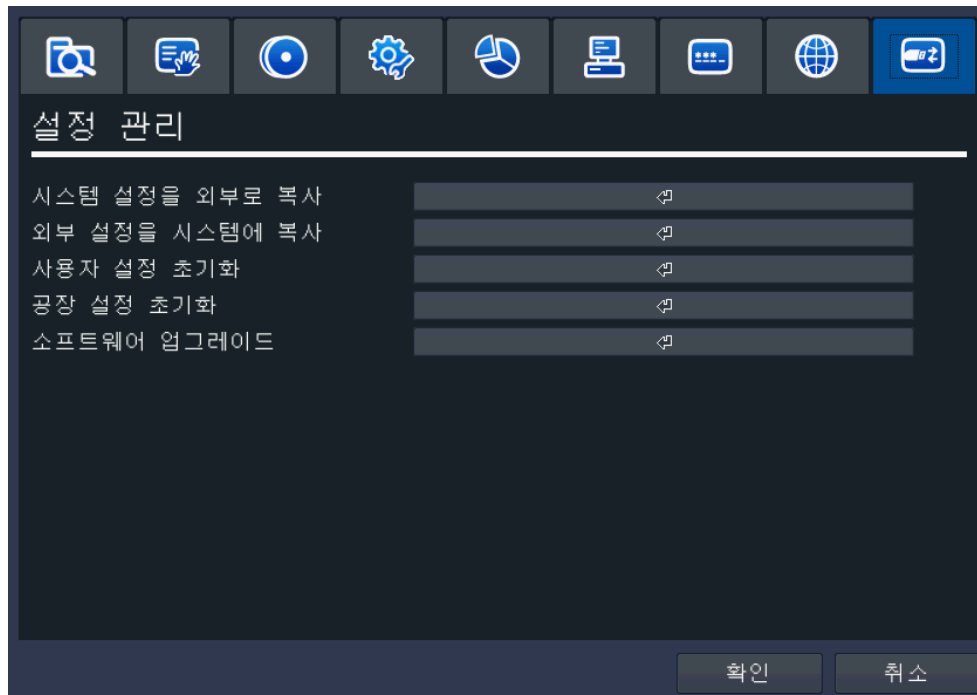 설정 관리
시스템 설정을 외부로 복사
외부 설정을 시스템에 복사
사용자 설정 초기화
공장 설정 초기화
소프트웨어 업그레이드
확인 취소